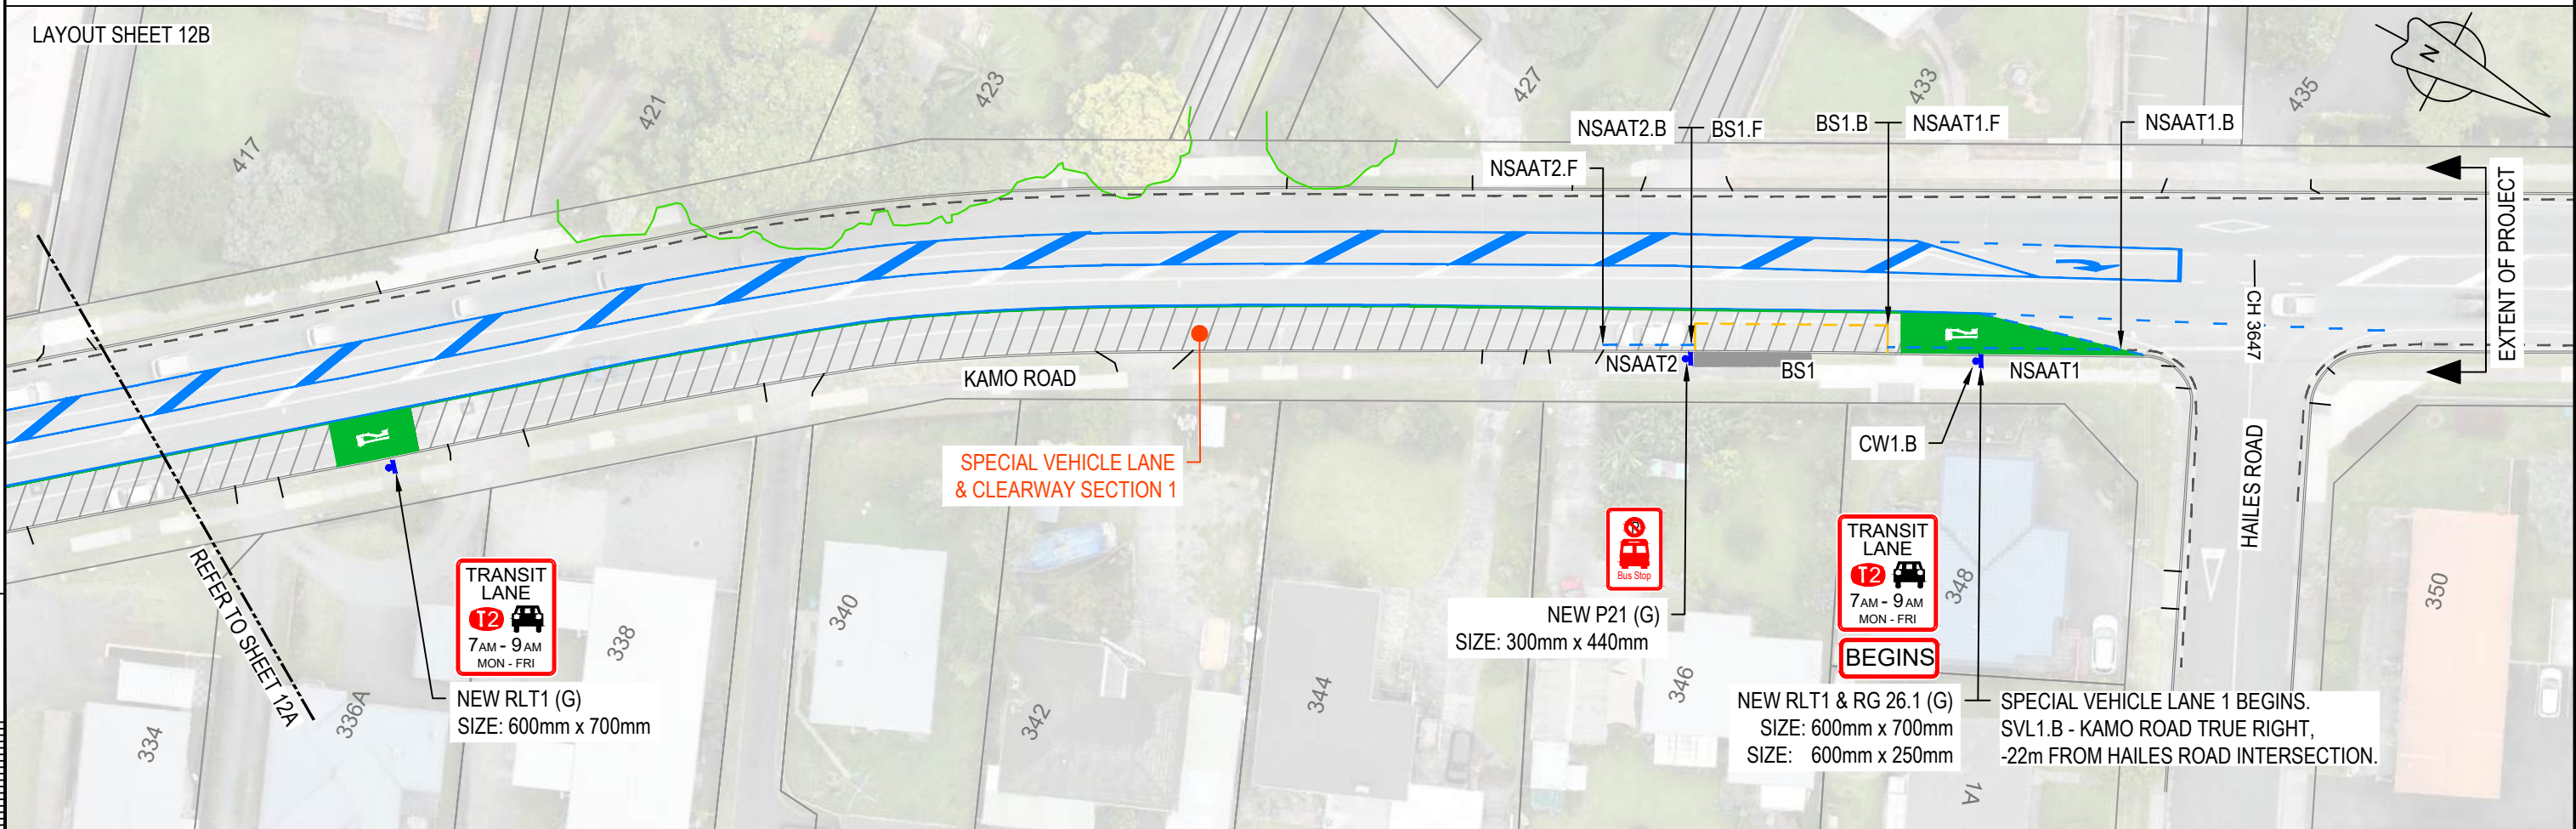 LAYOUT SHEET 12B
417
421
423
427
433
435
N
NSAAT2.B
BS1.F
BS1.B
NSAAT1.F
NSAAT1.B
NSAAT2.F
EXTENT OF PROJECT
CH 3647
KAMO ROAD
NSAAT2
BS1
NSAAT1
CW1.B
HAILES ROAD
SPECIAL VEHICLE LANE
& CLEARWAY SECTION 1
REFER TO SHEET 12A
TRANSIT
LANE
T2
7AM - 9AM
MON - FRI
NEW RLT1 (G)
SIZE: 600mm x 700mm
P
Bus Stop
NEW P21 (G)
SIZE: 300mm x 440mm
TRANSIT
LANE
T2
7AM - 9AM
MON - FRI
BEGINS
NEW RLT1 & RG 26.1 (G)
SIZE: 600mm x 700mm
SIZE: 600mm x 250mm
SPECIAL VEHICLE LANE 1 BEGINS.
SVL1.B - KAMO ROAD TRUE RIGHT,
-22m FROM HAILES ROAD INTERSECTION.
334
336A
338
340
342
344
346
348
1A
350